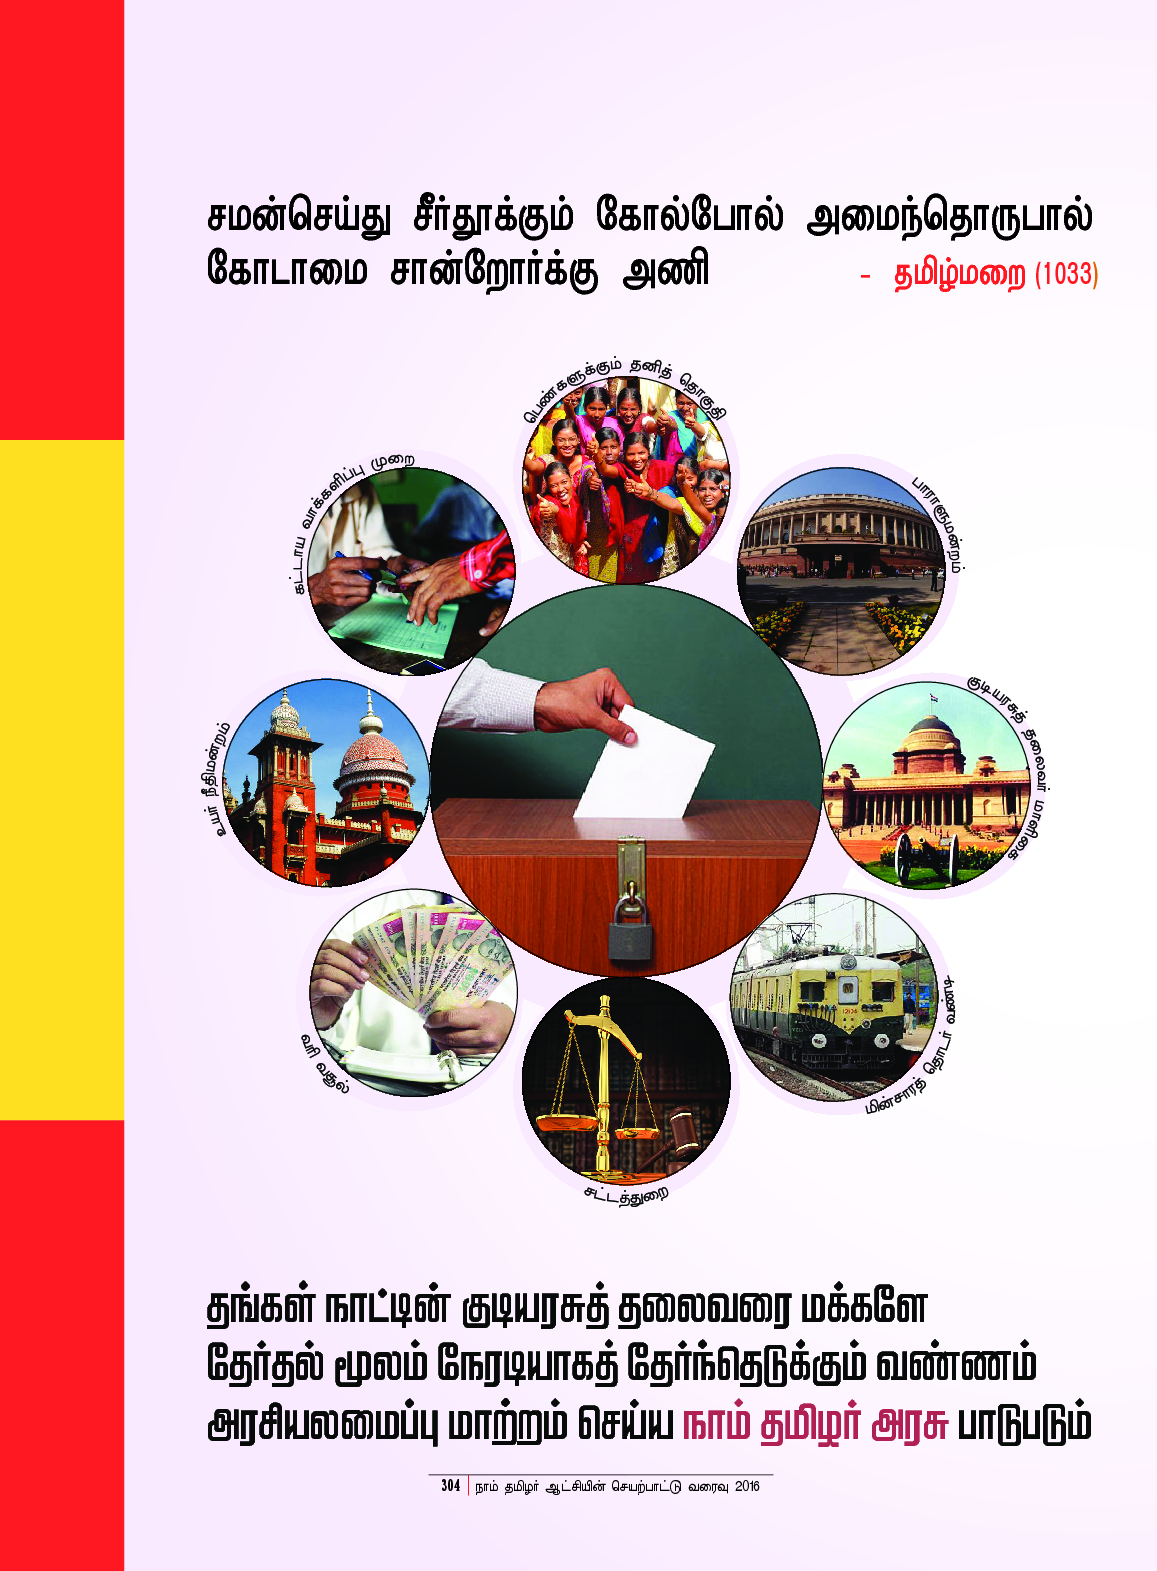 சமன்செய்து சீர்தூக்கும் கோல்போல் அமைந்தொருபால்
கோடாமை சான்றோர்க்கு அணி - தமிழ்மறை (1033)
பெண்களுக்கும் தனித் தொகுதி
கட்டாய வாக்களிப்பு முறை
பாராளுமன்றம்
உயர் நீதிமன்றம்
குடியரசுத் தலைவர் மாளிகை
வரி வசூல்
மின்சாரத் தொடர் வண்டி
சட்டத்துறை
தங்கள் நாட்டின் குடியரசுத் தலைவரை மக்களே
தேர்தல் மூலம் நேரடியாகத் தேர்ந்தெடுக்கும் வண்ணம்
அரசியலமைப்பு மாற்றம் செய்ய நாம் தமிழர் அரசு பாடுபடும்
304 | நாம் தமிழர் ஆட்சியின் செயற்பாட்டு வரைவு 2016